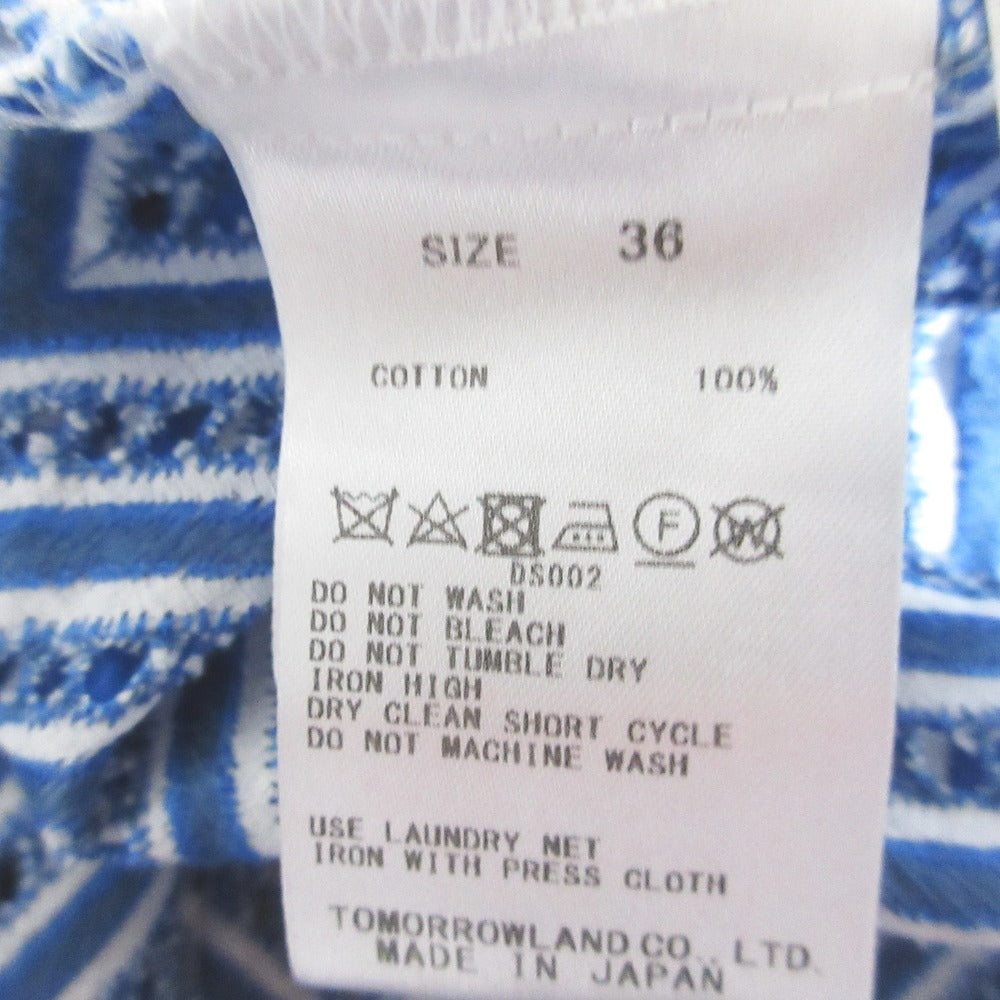 SIZE 36
COTTON 100%
F W
DS002
DO NOT WASH
DO NOT BLEACH
DO NOT TUMBLE DRY
IRON HIGH
DRY CLEAN SHORT CYCLE
DO NOT MACHINE WASH
USE LAUNDRY NET
IRON WITH PRESS CLOTH
TOMORROWLAND CO., LTD.
MADE IN JAPAN